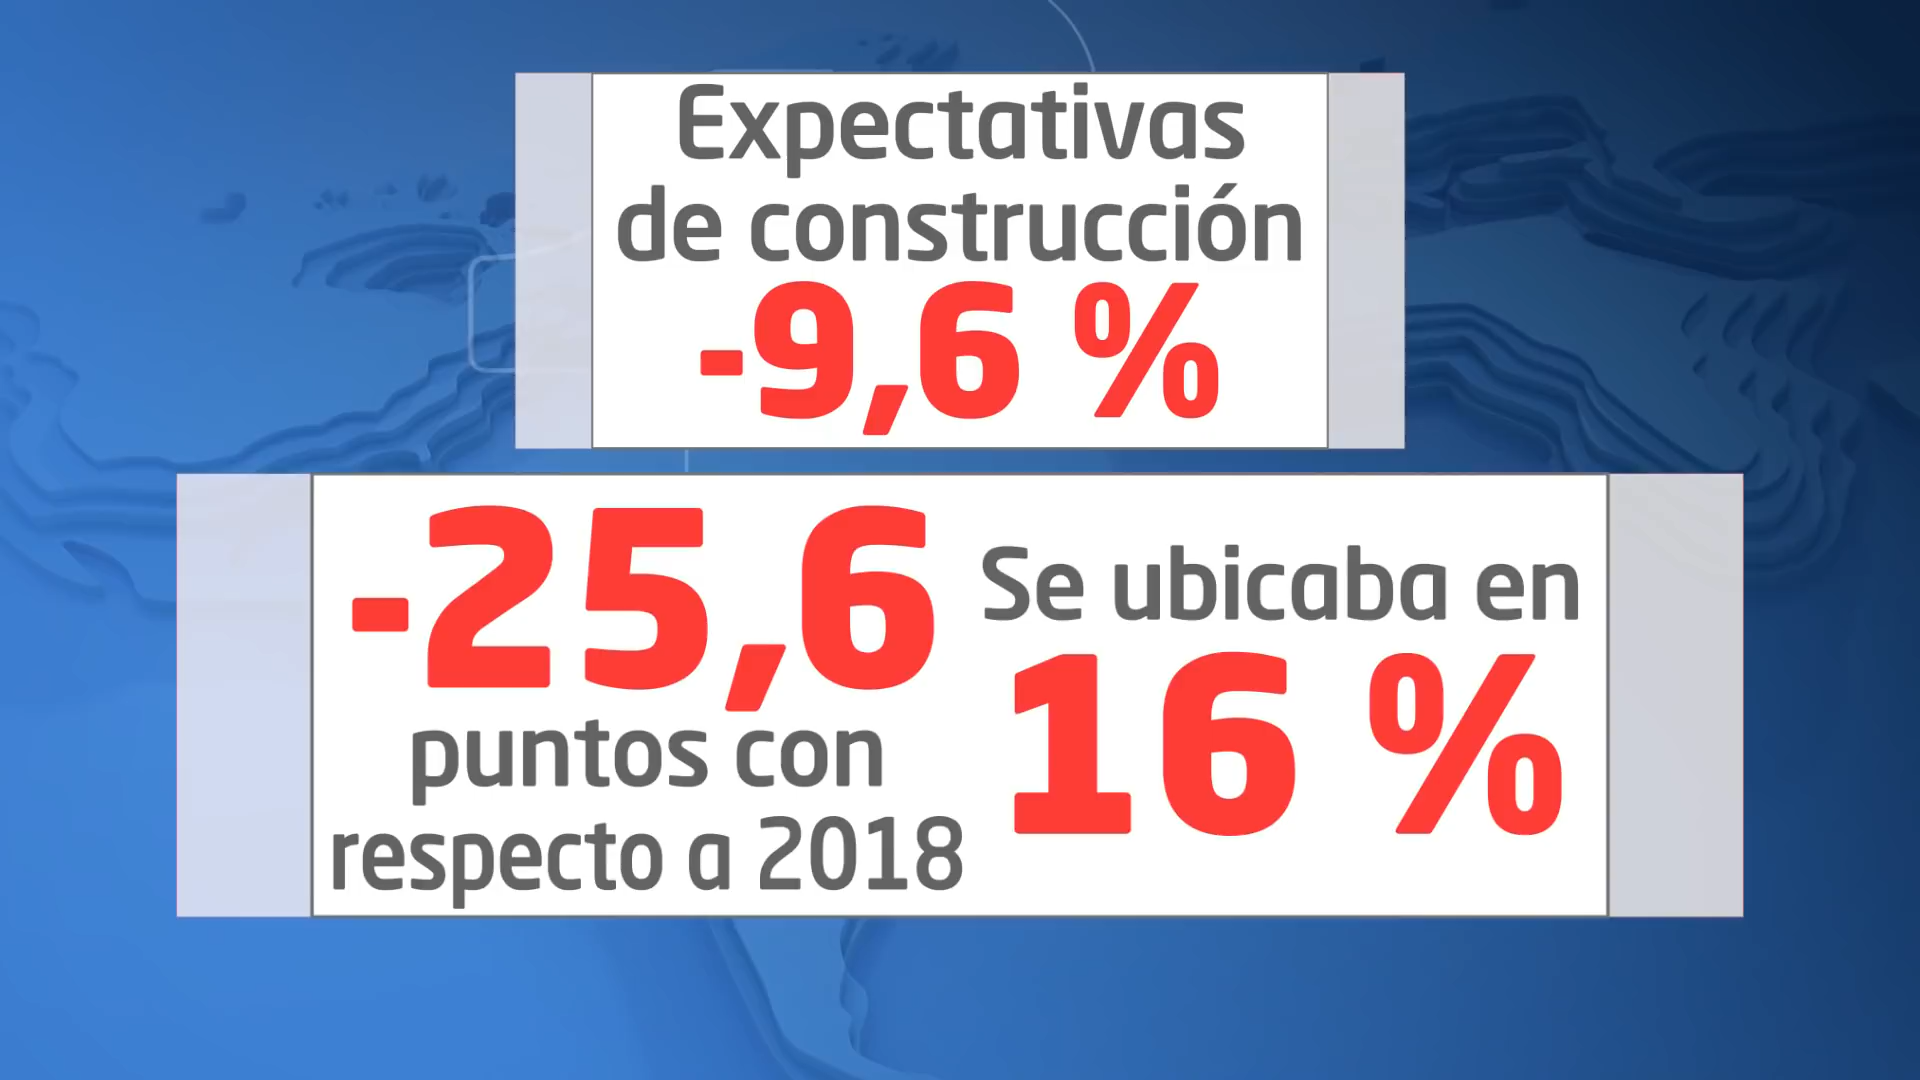 Expectativas
de construcción
-9,6 %
-25,6
puntos con
respecto a 2018
Se ubicaba en
16 %